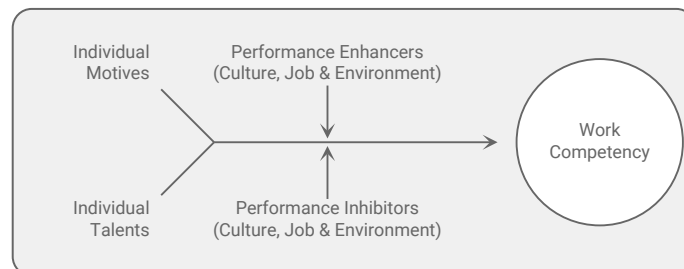 Individual
Motives
Performance Enhancers
(Culture, Job & Environment)
Work
Competency
Individual
Talents
Performance Inhibitors
(Culture, Job & Environment)